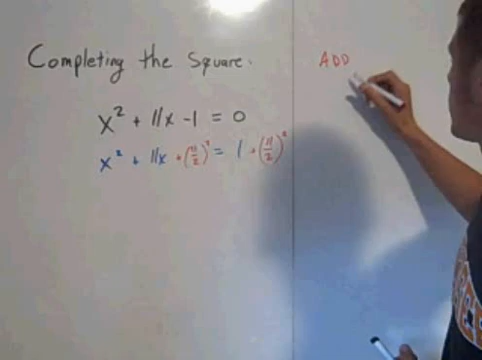 Completing the Square.
ADD
x² + 11x - 1 = 0
x² + 11x + (11/2)² = 1 + (11/2)²